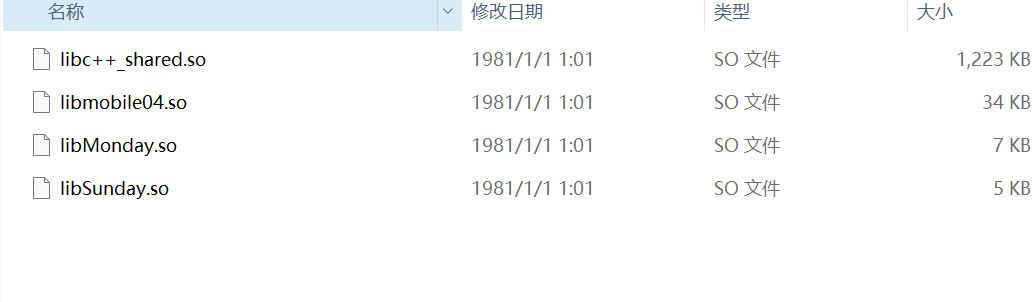 名称 修改日期 类型 大小
libc++_shared.so 1981/1/1 1:01 SO 文件 1,223 KB
libmobile04.so 1981/1/1 1:01 SO 文件 34 KB
libMonday.so 1981/1/1 1:01 SO 文件 7 KB
libSunday.so 1981/1/1 1:01 SO 文件 5 KB